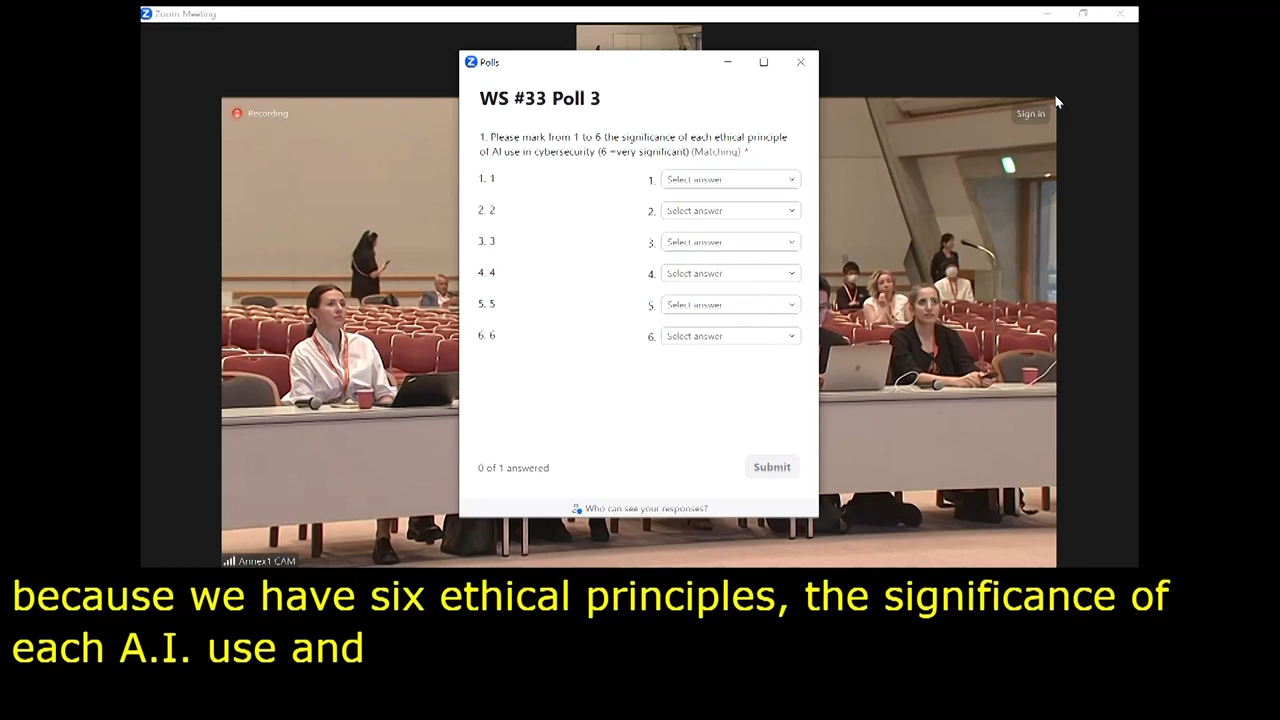 Zoom Meeting
Polls
WS #33 Poll 3
Recording
Sign in
1. Please mark from 1 to 6 the significance of each ethical principle
of AI use in cybersecurity (6 =very significant) (Matching) *
1. 1
1. Select answer
2. 2
2. Select answer
3. 3
3. Select answer
4. 4
4. Select answer
5. 5
5. Select answer
6. 6
6. Select answer
0 of 1 answered
Submit
Who can see your responses?
Annex1 CAM
because we have six ethical principles, the significance of
each A.I. use and